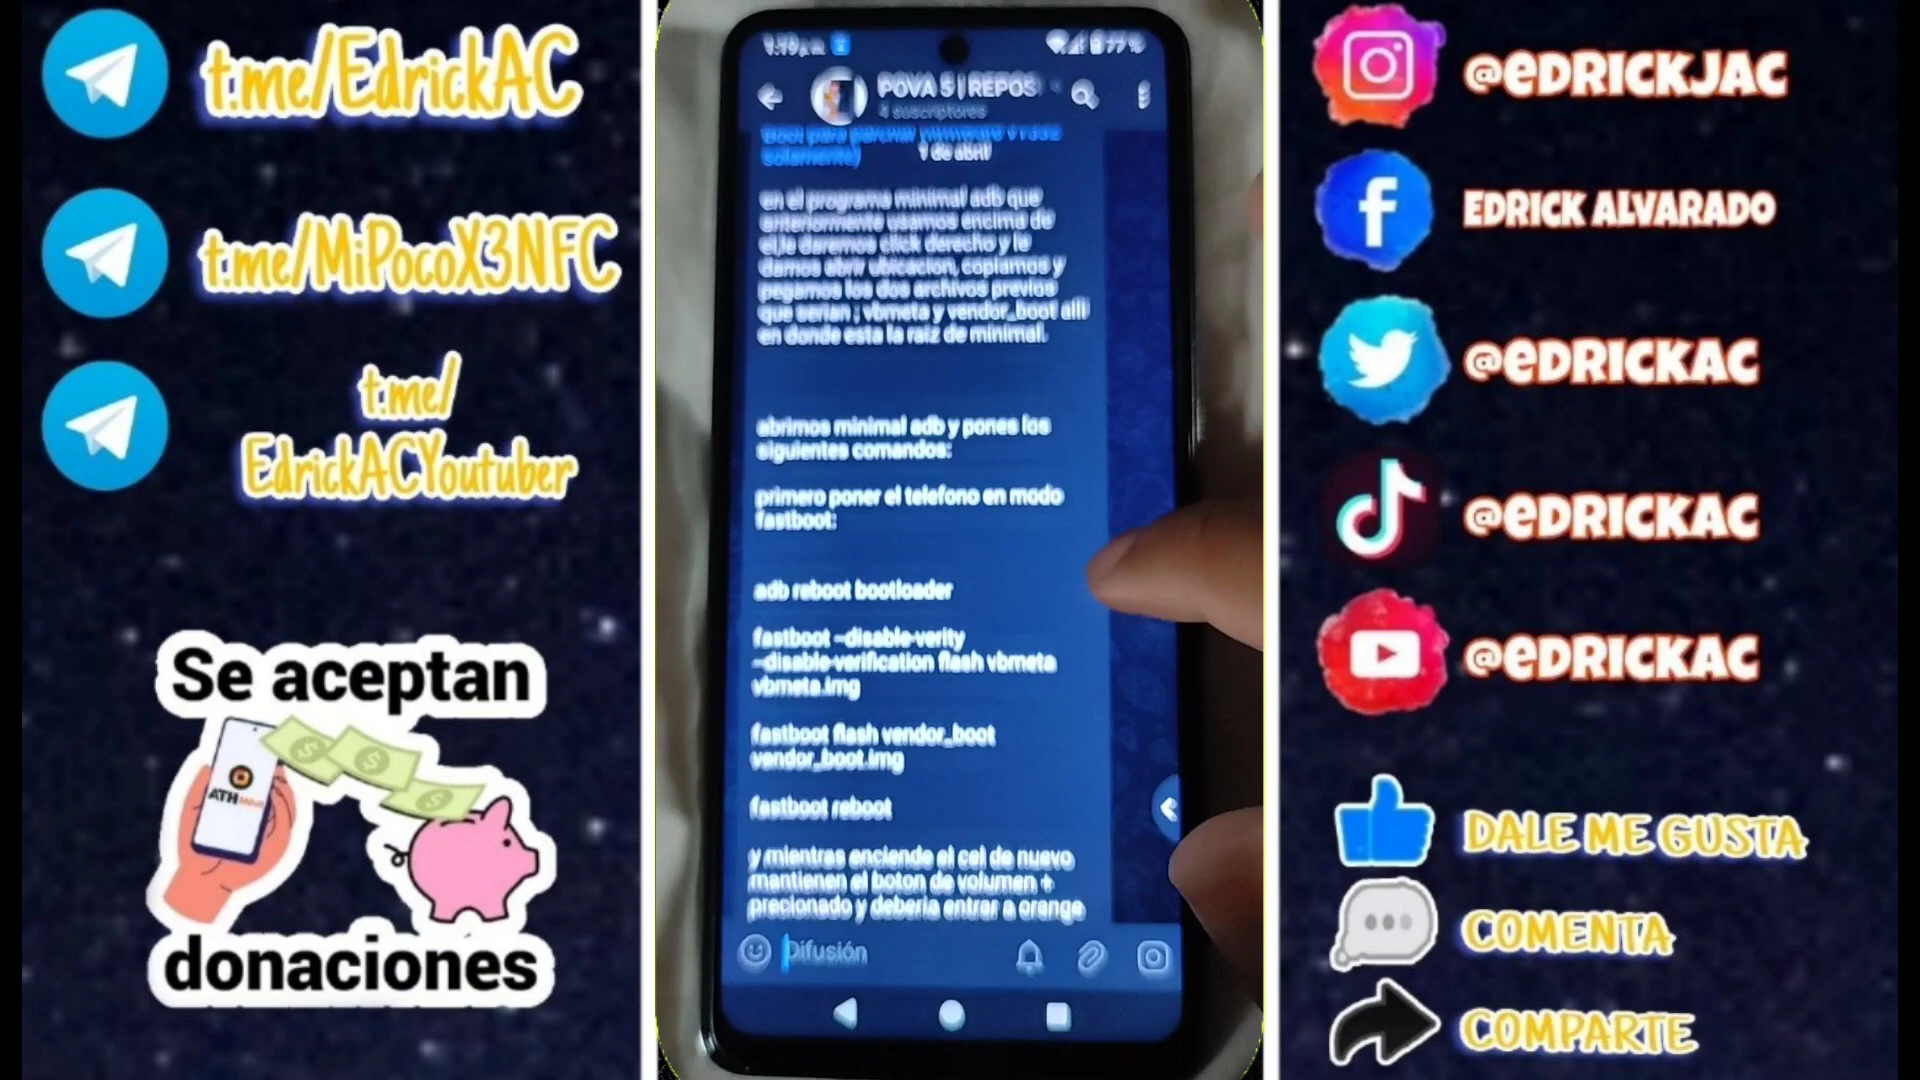 t.me/EdrickAC
t.me/MiPocoX3NFC
t.me/
EdrickACYoutuber
Se aceptan
ATH
donaciones
POVA 5 | REPOS
4 suscriptores
solamente)
1 de abril
en el programa minimal adb que
anteriormente usamos encima de
el,le daremos click derecho y le
damos abrir ubicacion, copiamos y
pegamos los dos archivos previos
que serian ; vbmeta y vendor_boot alli
en donde esta la raiz de minimal.
abrimos minimal adb y pones los
siguientes comandos:
primero poner el telefono en modo
fastboot:
adb reboot bootloader
fastboot --disable-verity
--disable-verification flash vbmeta
vbmeta.img
fastboot flash vendor_boot
vendor_boot.img
fastboot reboot
y mientras enciende el cel de nuevo
mantienen el boton de volumen +
precionado y deberia entrar a orange
Difusión
@EDRICKJAC
EDRICK ALVARADO
@EDRICKAC
@EDRICKAC
@EDRICKAC
DALE ME GUSTA
COMENTA
COMPARTE